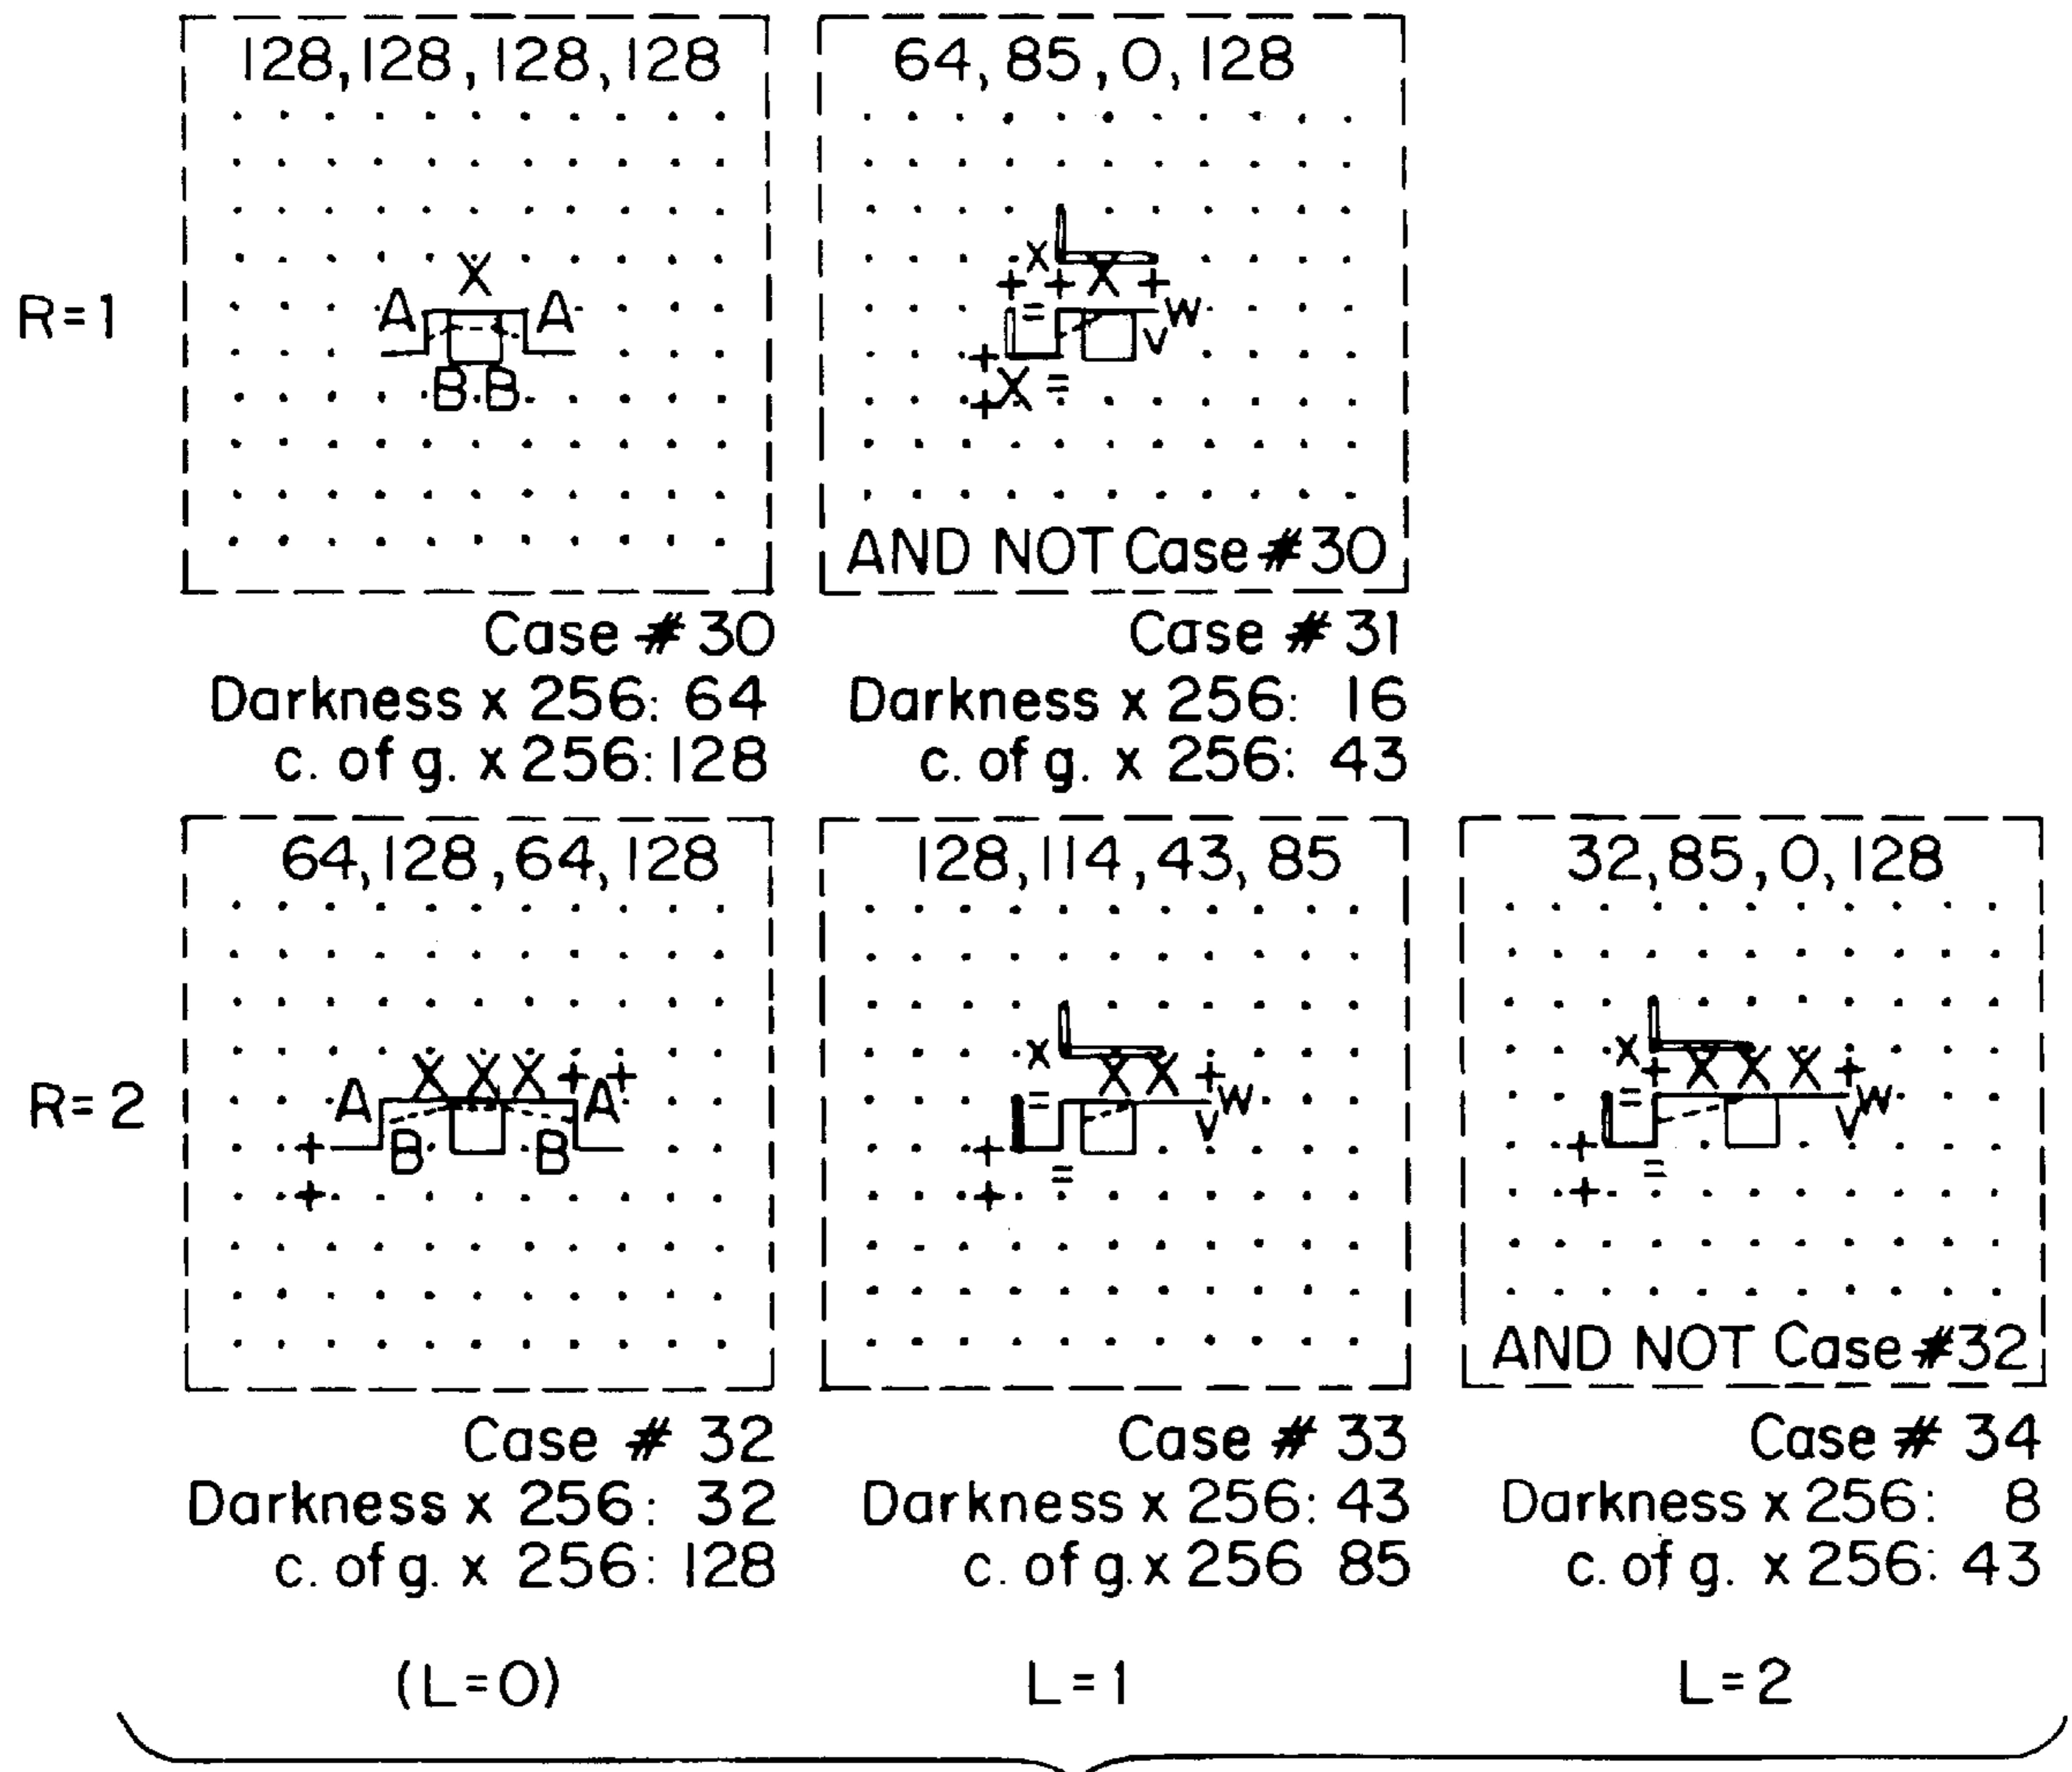 128,128,128,128
64,85,0,128
R=1
X
A A
B B
x
+ + X +
= w
+ v
+ X =
AND NOT Case #30
Case #30
Darkness x 256: 64
c. of g. x 256: 128
Case #31
Darkness x 256: 16
c. of g. x 256: 43
64,128,64,128
128,114,43,85
32,85,0,128
R=2
X X X + +
A A
+ B B
+
x
X X +
= w
+ v
+ =
x
+ X X X +
= w
+ v
+ =
AND NOT Case #32
Case # 32
Darkness x 256: 32
c. of g. x 256: 128
Case # 33
Darkness x 256: 43
c. of g. x 256 85
Case # 34
Darkness x 256: 8
c. of g. x 256: 43
(L=0)
L=1
L=2